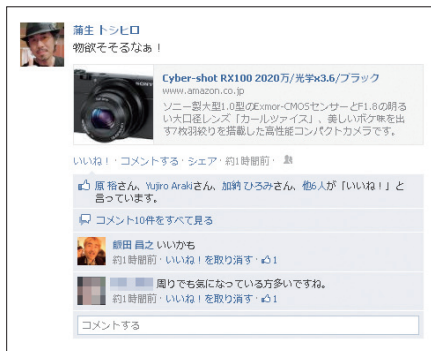 蒲生 トシヒロ
物欲そそるなぁ！
SONY
Cyber-shot RX100 2020万/光学x3.6/ブラック
www.amazon.co.jp
ソニー製大型1.0型のExmor-CMOSセンサーとF1.8の明る
い大口径レンズ「カールツァイス」、美しいボケ味を出
す7枚羽絞りを搭載した高性能コンパクトカメラです。
いいね！・コメントする・シェア・約1時間前・
原 裕さん、Yujiro Arakiさん、加納 ひろみさん、他6人が「いいね！」と
言っています。
コメント10件をすべて見る
飯田 昌之 いいかも
約1時間前・いいね！を取り消す・1
周りでも気になっている方多いですね。
約1時間前・いいね！を取り消す・1
コメントする